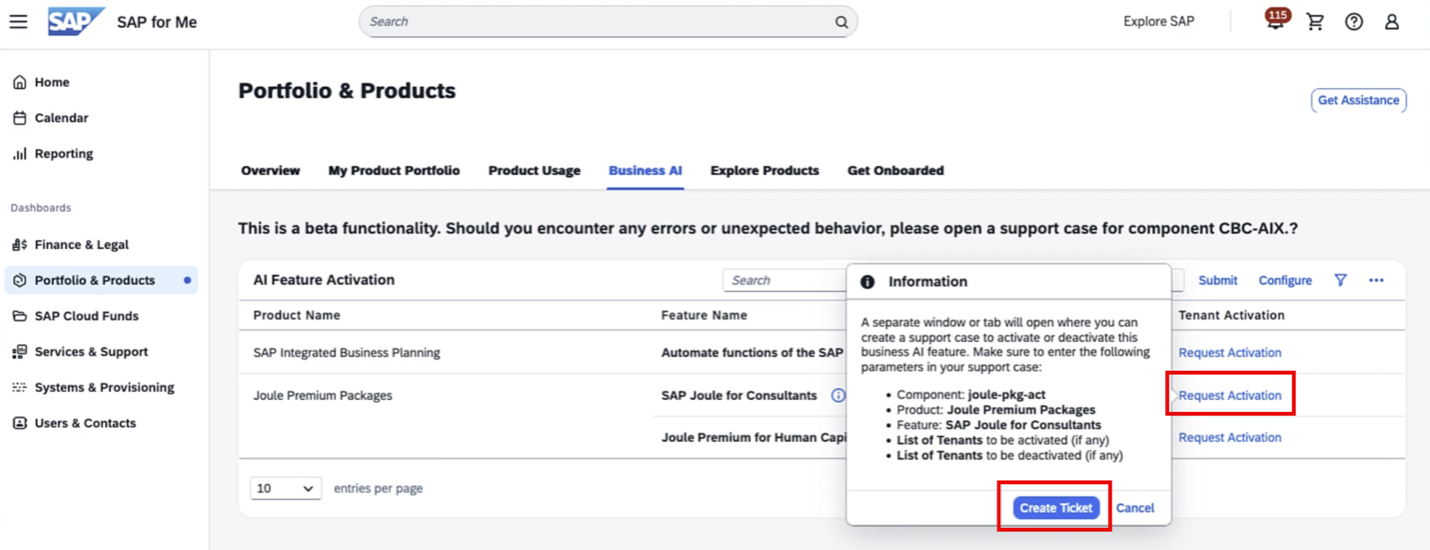 SAP SAP for Me
Search
Explore SAP
115
Home
Calendar
Reporting
Dashboards
Finance & Legal
Portfolio & Products
SAP Cloud Funds
Services & Support
Systems & Provisioning
Users & Contacts
Portfolio & Products
Get Assistance
Overview My Product Portfolio Product Usage Business AI Explore Products Get Onboarded
This is a beta functionality. Should you encounter any errors or unexpected behavior, please open a support case for component CBC-AIX.?
AI Feature Activation
Search
Submit Configure
Product Name Feature Name Tenant Activation
SAP Integrated Business Planning Automate functions of the SAP Request Activation
Joule Premium Packages SAP Joule for Consultants Request Activation
Joule Premium for Human Capi Request Activation
10 entries per page
Information
A separate window or tab will open where you can
create a support case to activate or deactivate this
business AI feature. Make sure to enter the following
parameters in your support case:
• Component: joule-pkg-act
• Product: Joule Premium Packages
• Feature: SAP Joule for Consultants
• List of Tenants to be activated (if any)
• List of Tenants to be deactivated (if any)
Create Ticket Cancel